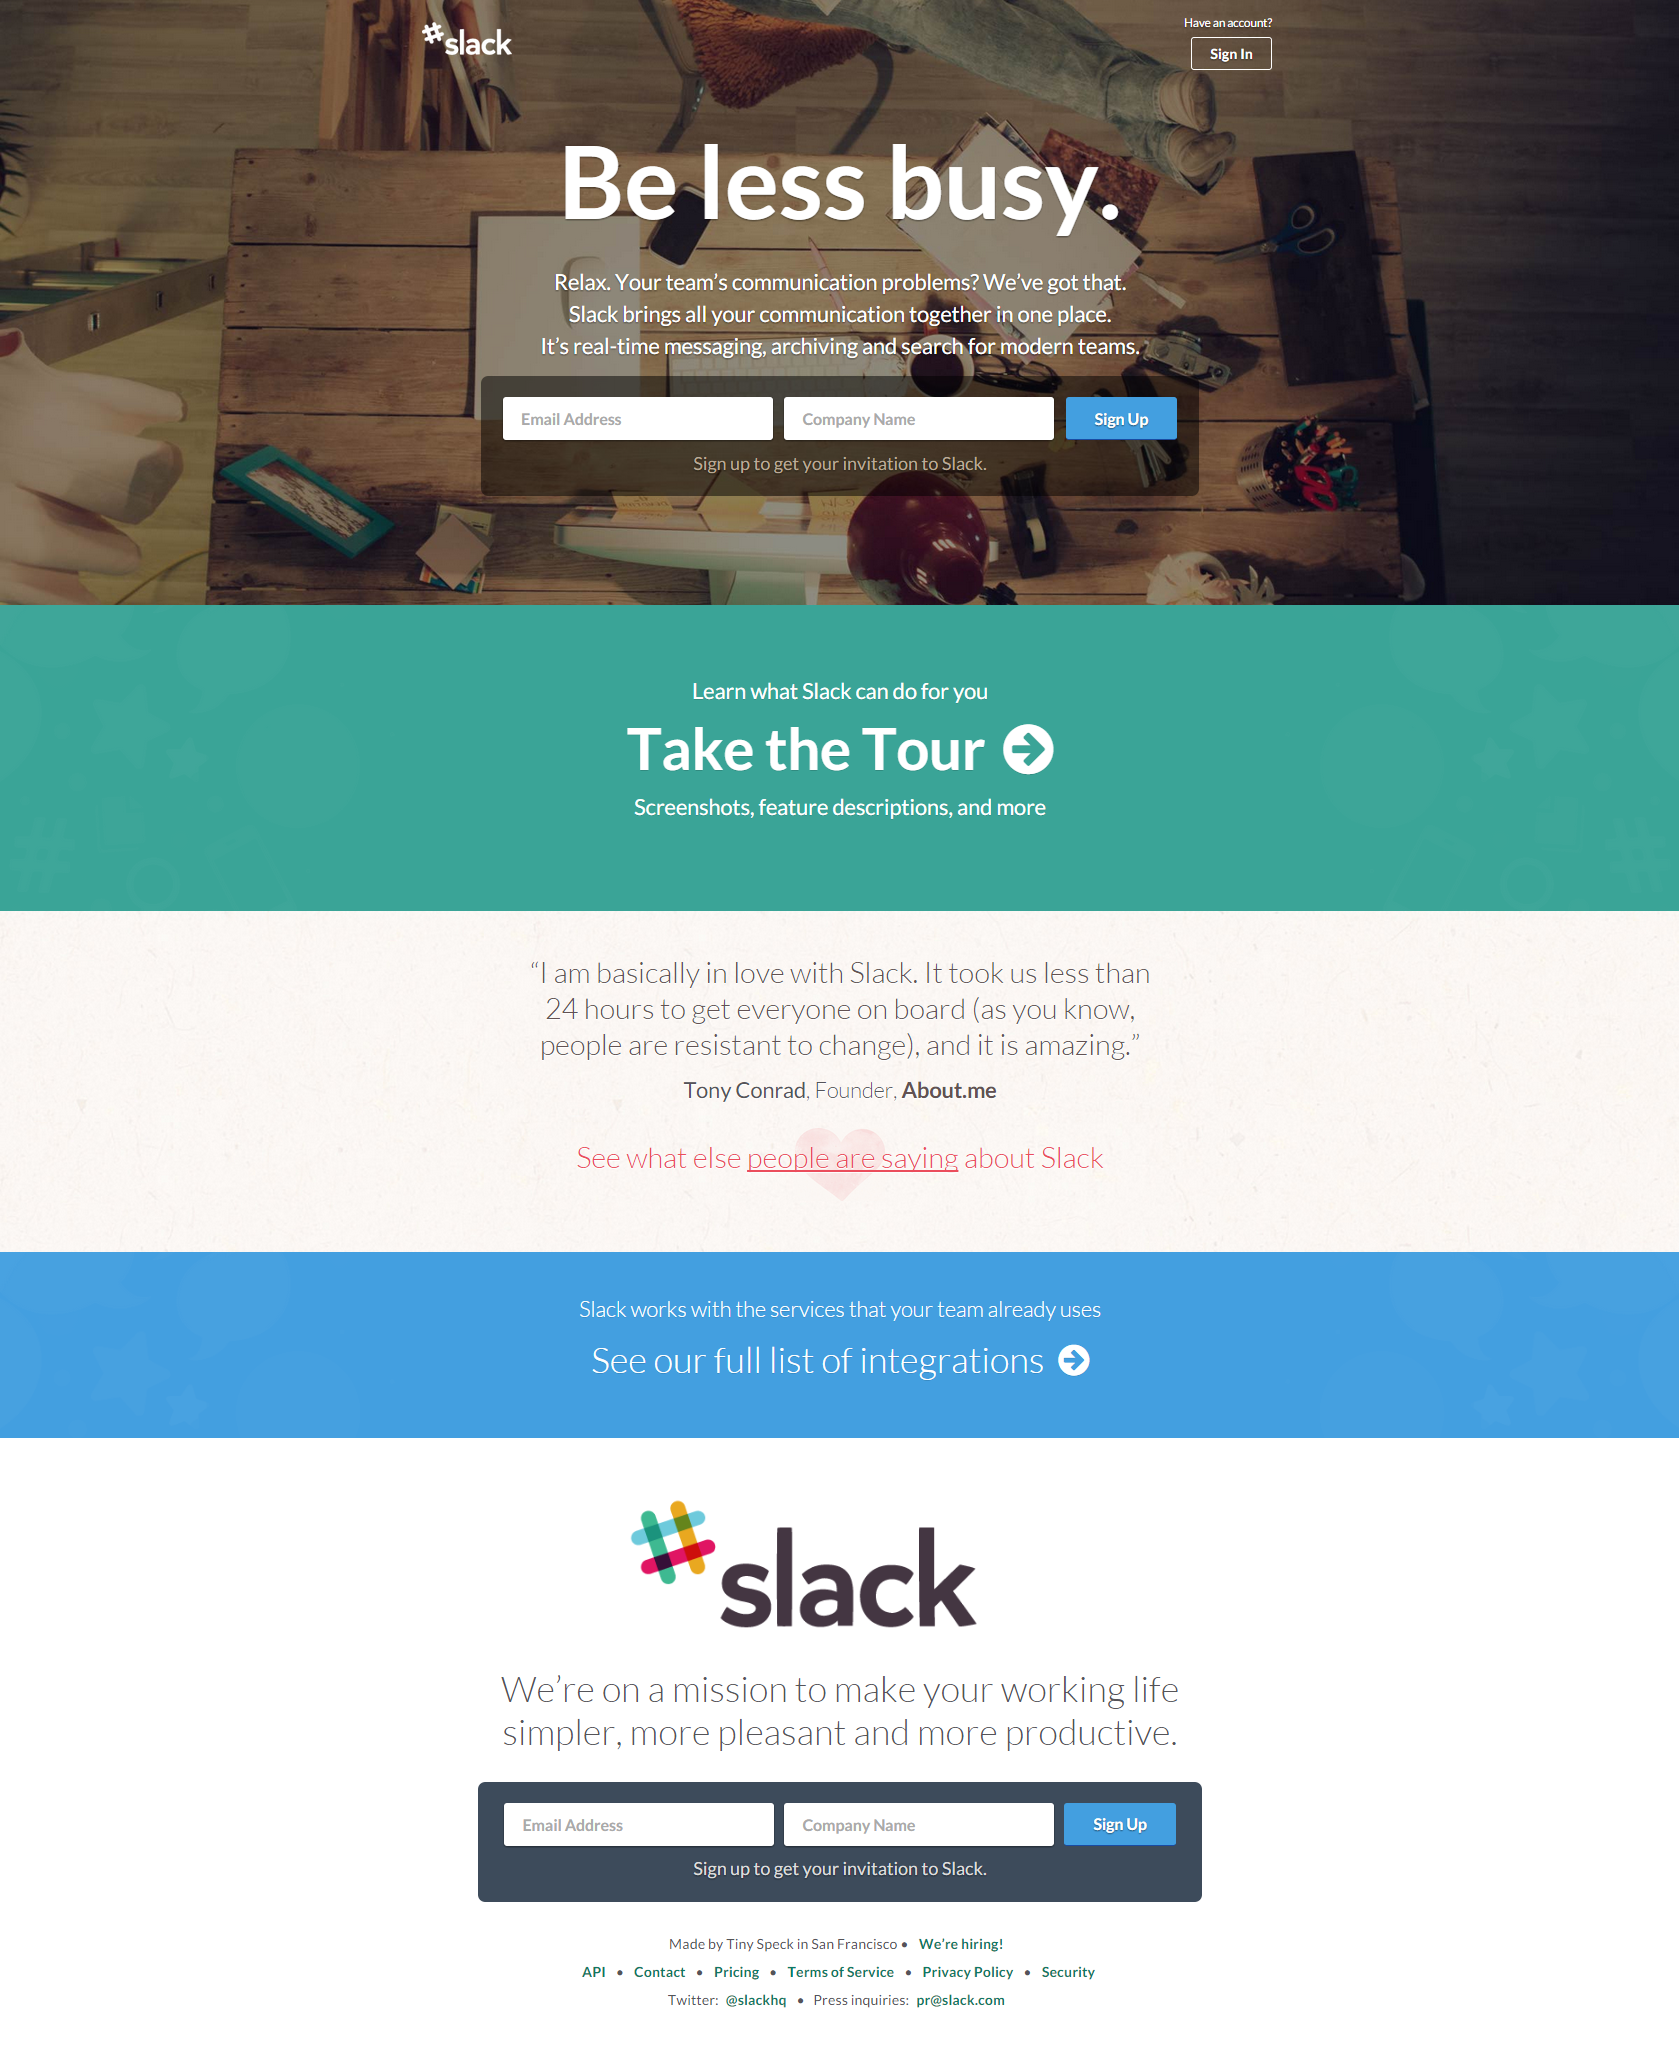 slack
Have an account?
Sign In
Be less busy.
Relax. Your team’s communication problems? We’ve got that.
Slack brings all your communication together in one place.
It’s real-time messaging, archiving and search for modern teams.
Email Address
Company Name
Sign Up
Sign up to get your invitation to Slack.
Learn what Slack can do for you
Take the Tour
Screenshots, feature descriptions, and more
“I am basically in love with Slack. It took us less than
24 hours to get everyone on board (as you know,
people are resistant to change), and it is amazing.”
Tony Conrad, Founder, About.me
See what else people are saying about Slack
Slack works with the services that your team already uses
See our full list of integrations
slack
We’re on a mission to make your working life
simpler, more pleasant and more productive.
Email Address
Company Name
Sign Up
Sign up to get your invitation to Slack.
Made by Tiny Speck in San Francisco • We’re hiring!
API • Contact • Pricing • Terms of Service • Privacy Policy • Security
Twitter: @slackhq • Press inquiries: pr@slack.com